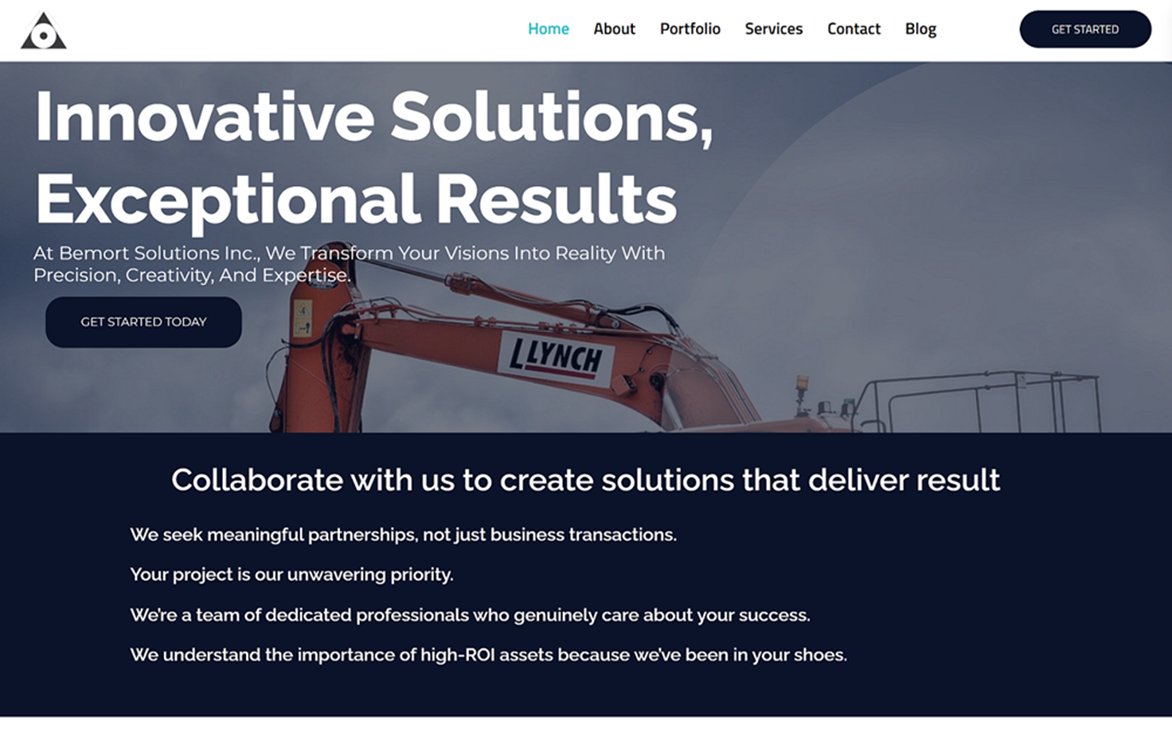 Home About Portfolio Services Contact Blog GET STARTED
Innovative Solutions,
Exceptional Results
At Bemort Solutions Inc., We Transform Your Visions Into Reality With
Precision, Creativity, And Expertise.
GET STARTED TODAY
LLYNCH
Collaborate with us to create solutions that deliver result
We seek meaningful partnerships, not just business transactions.
Your project is our unwavering priority.
We're a team of dedicated professionals who genuinely care about your success.
We understand the importance of high-ROI assets because we've been in your shoes.